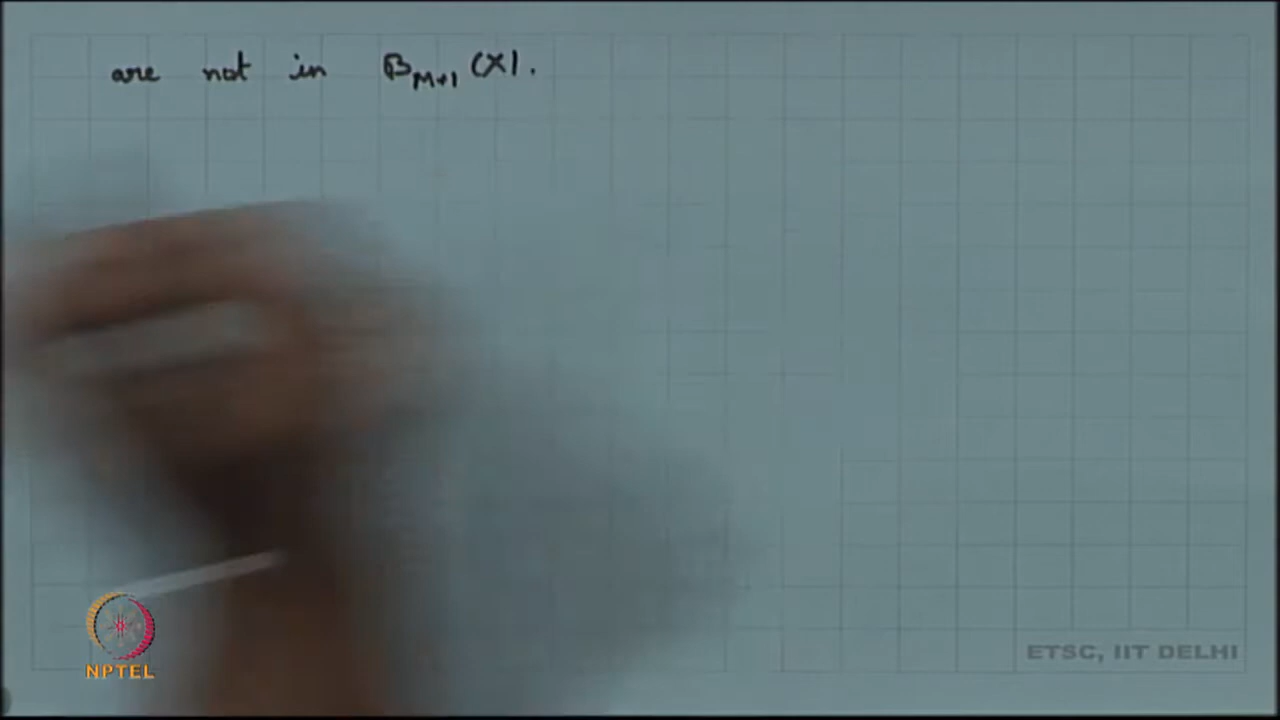 are not in B_{M+1} (X).
NPTEL
ETSC, IIT DELHI